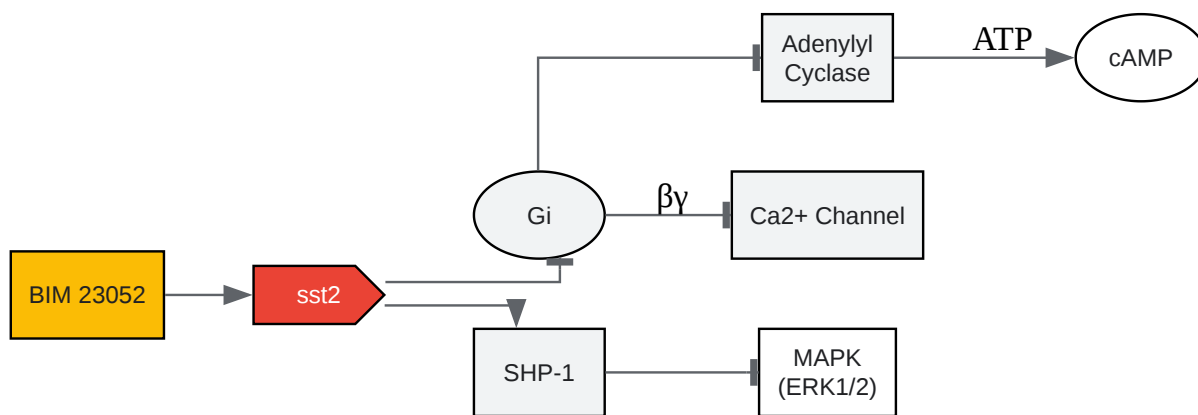 Adenylyl
Cyclase
ATP
cAMP
Gi
βγ
Ca2+ Channel
BIM 23052
sst2
SHP-1
MAPK
(ERK1/2)